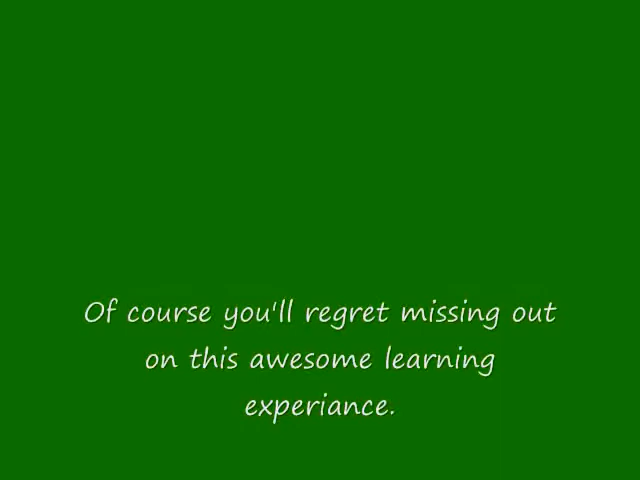 Of course you'll regret missing out
on this awesome learning
experiance.